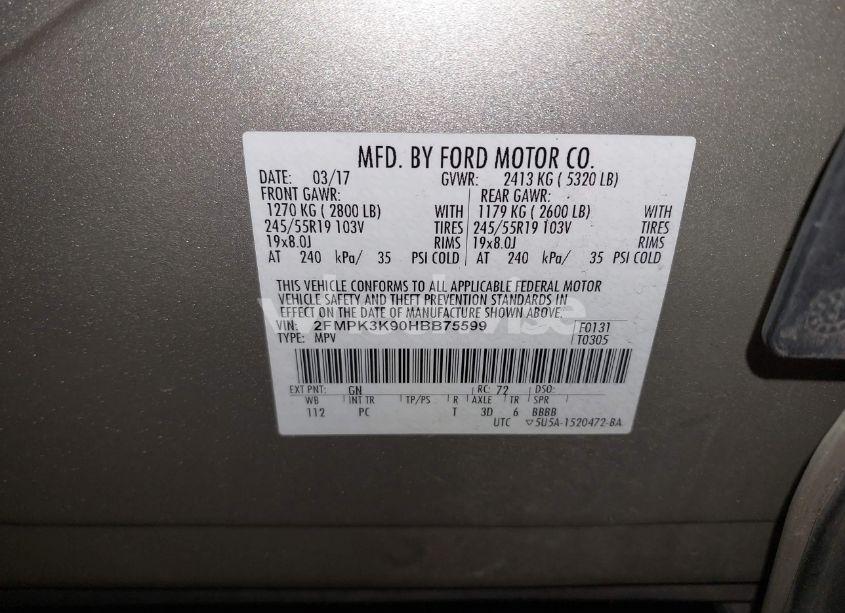 MFD. BY FORD MOTOR CO.
DATE: 03/17 GVWR: 2413 KG ( 5320 LB)
FRONT GAWR: REAR GAWR:
1270 KG ( 2800 LB) WITH 1179 KG ( 2600 LB) WITH
245/55R19 103V TIRES 245/55R19 103V TIRES
19x8.0J RIMS 19x8.0J RIMS
AT 240 kPa/ 35 PSI COLD AT 240 kPa/ 35 PSI COLD
THIS VEHICLE CONFORMS TO ALL APPLICABLE FEDERAL MOTOR
VEHICLE SAFETY AND THEFT PREVENTION STANDARDS IN
EFFECT ON THE DATE OF MANUFACTURE SHOWN ABOVE.
VIN: 2FMPK3K90HBB75599 F0131
TYPE: MPV T0305
EXT PNT: GN RC: 72 DSO:
WB INT TR TP/PS R AXLE TR SPR
112 PC T 3D 6 BBBB
UTC ▽5U5A-1520472-BA